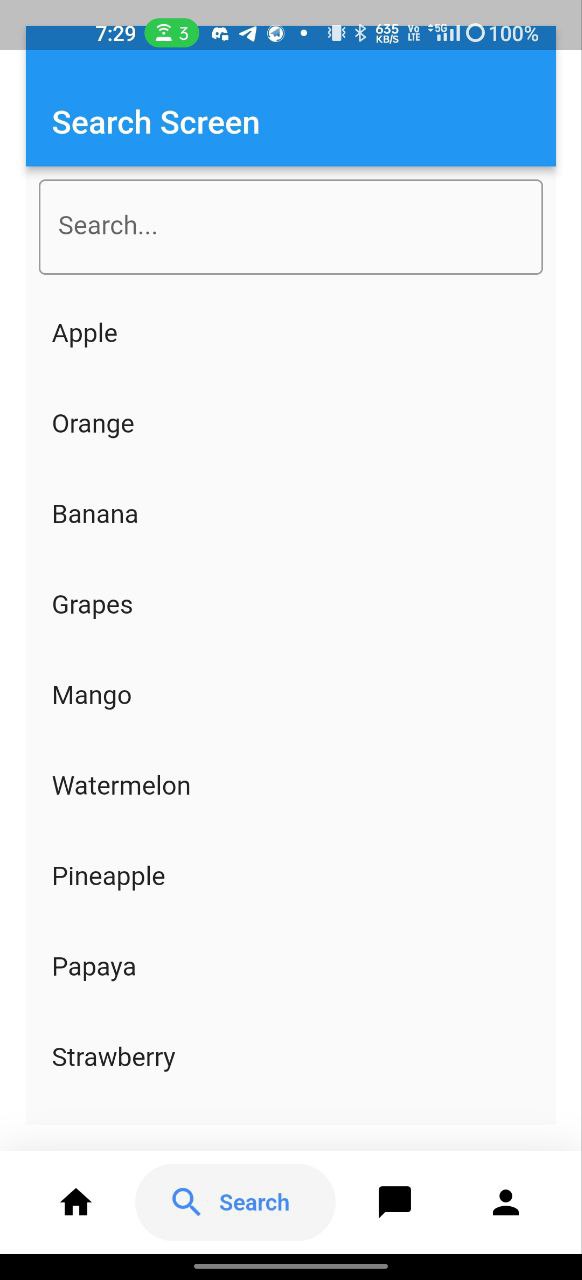 7:29 3 635 KB/S Vo LTE 5G 100%
Search Screen
Search...
Apple
Orange
Banana
Grapes
Mango
Watermelon
Pineapple
Papaya
Strawberry
Search